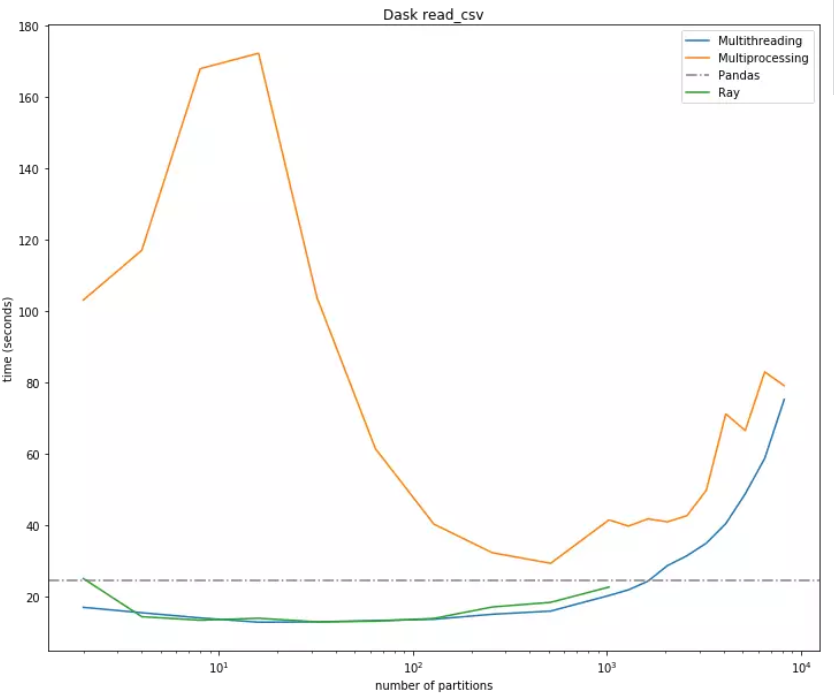 Dask read_csv
Multithreading
Multiprocessing
Pandas
Ray
time (seconds)
180
160
140
120
100
80
60
40
20
10¹ 10² 10³ 10⁴
number of partitions